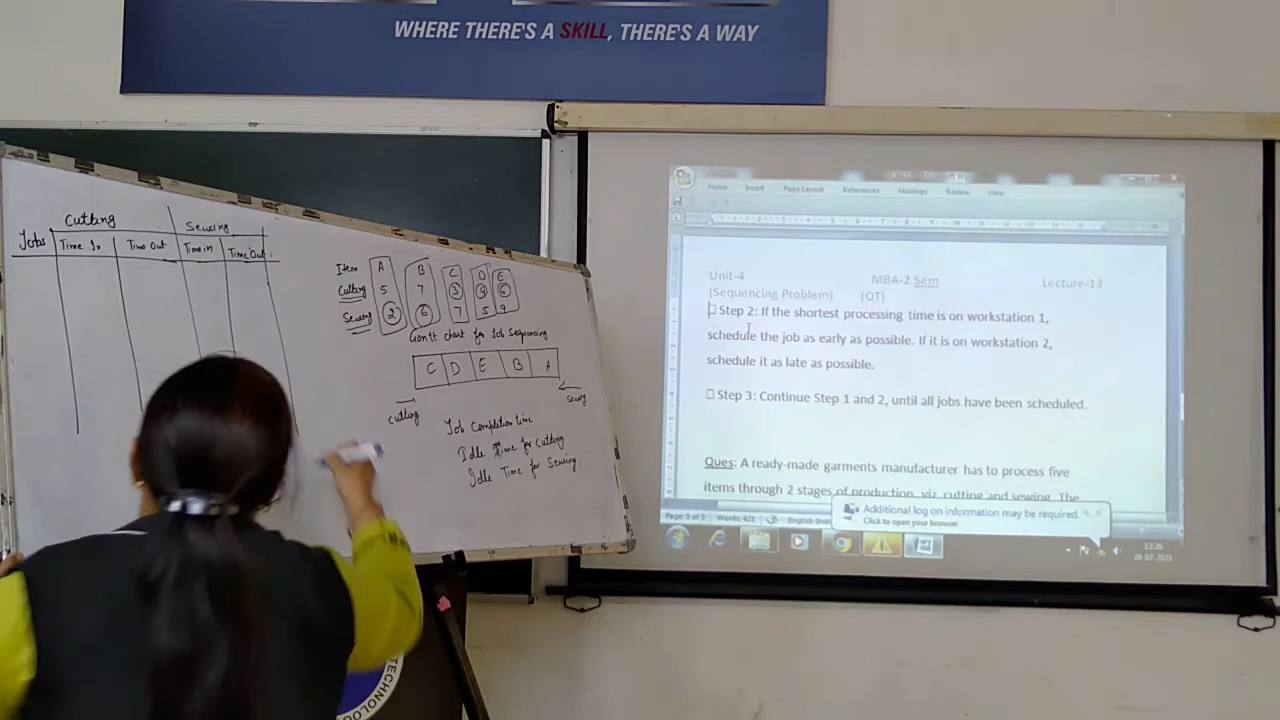 WHERE THERE'S A SKILL, THERE'S A WAY
Cutting Sewing
Jobs Time In Time Out Time in Time Out
Item A B C D E
Cutting 5 7 3 4 6
Sewing 2 6 7 5 9
Gantt chart for Job Sequencing
C D E B A
cutting
Sewing
Job Completion time
Idle Time for Cutting
Idle Time for Sewing
Home Insert Page Layout References Mailings Review View
Unit-4 MBA-2 Sem Lecture-13
(Sequencing Problem) (QT)
Step 2: If the shortest processing time is on workstation 1,
schedule the job as early as possible. If it is on workstation 2,
schedule it as late as possible.
Step 3: Continue Step 1 and 2, until all jobs have been scheduled.
Ques: A ready-made garments manufacturer has to process five
items through 2 stages of production, viz cutting and sewing. The
Additional log on information may be required.
Click to open your browser
Page: 3 of 3 Words: 421 English
13:26
TECHNOLOG